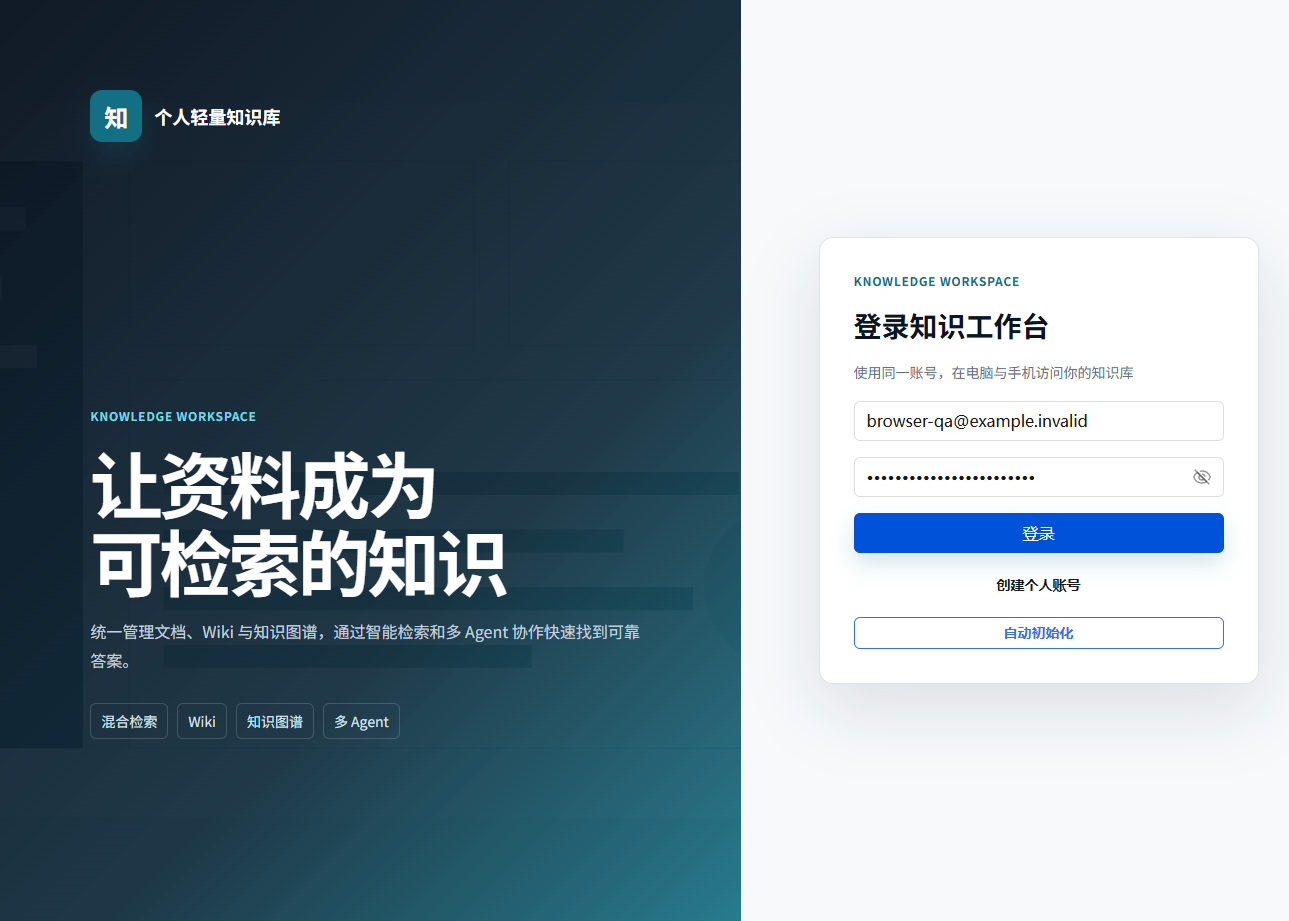 知
个人轻量知识库
KNOWLEDGE WORKSPACE
让资料成为
可检索的知识
统一管理文档、Wiki 与知识图谱，通过智能检索和多 Agent 协作快速找到可靠
答案。
混合检索
Wiki
知识图谱
多 Agent
KNOWLEDGE WORKSPACE
登录知识工作台
使用同一账号，在电脑与手机访问你的知识库
browser-qa@example.invalid
••••••••••••••••••••••••
登录
创建个人账号
自动初始化